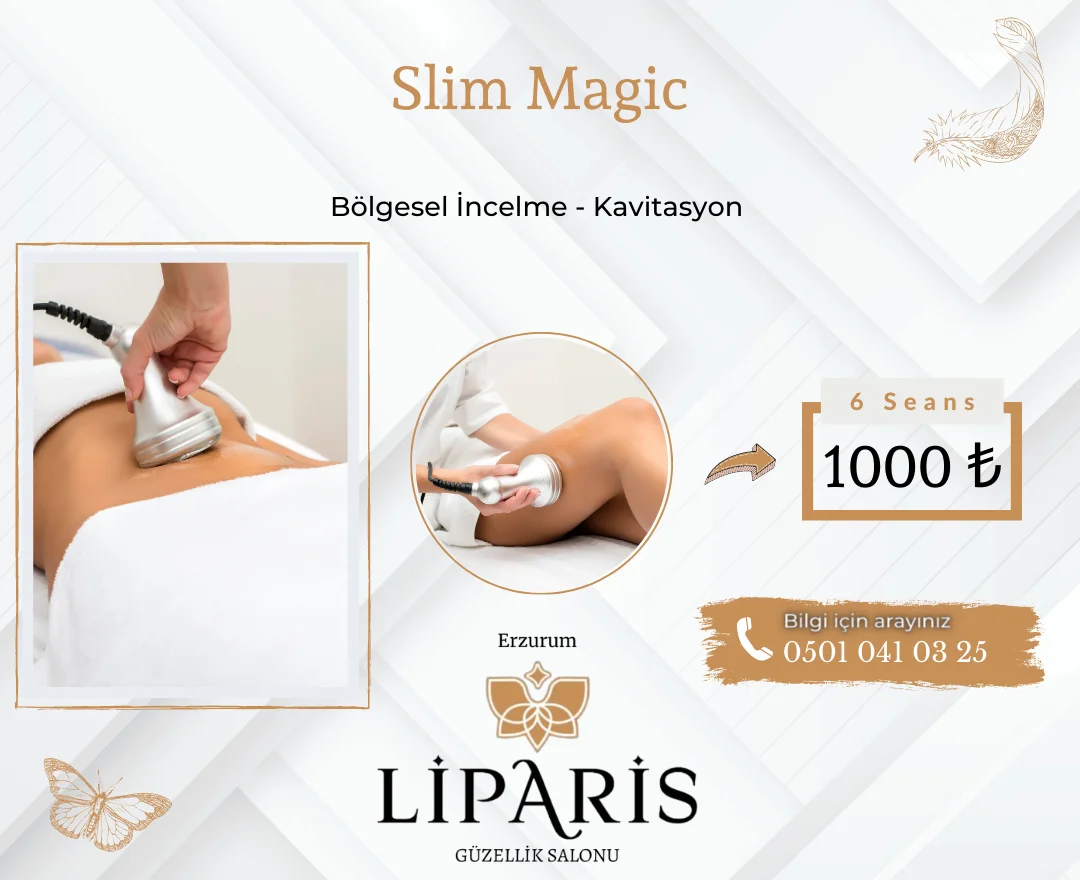 Slim Magic
Bölgesel İncelme - Kavitasyon
6 Seans
1000 ₺
Bilgi için arayınız
0501 041 03 25
Erzurum
LİPARİS
GÜZELLİK SALONU